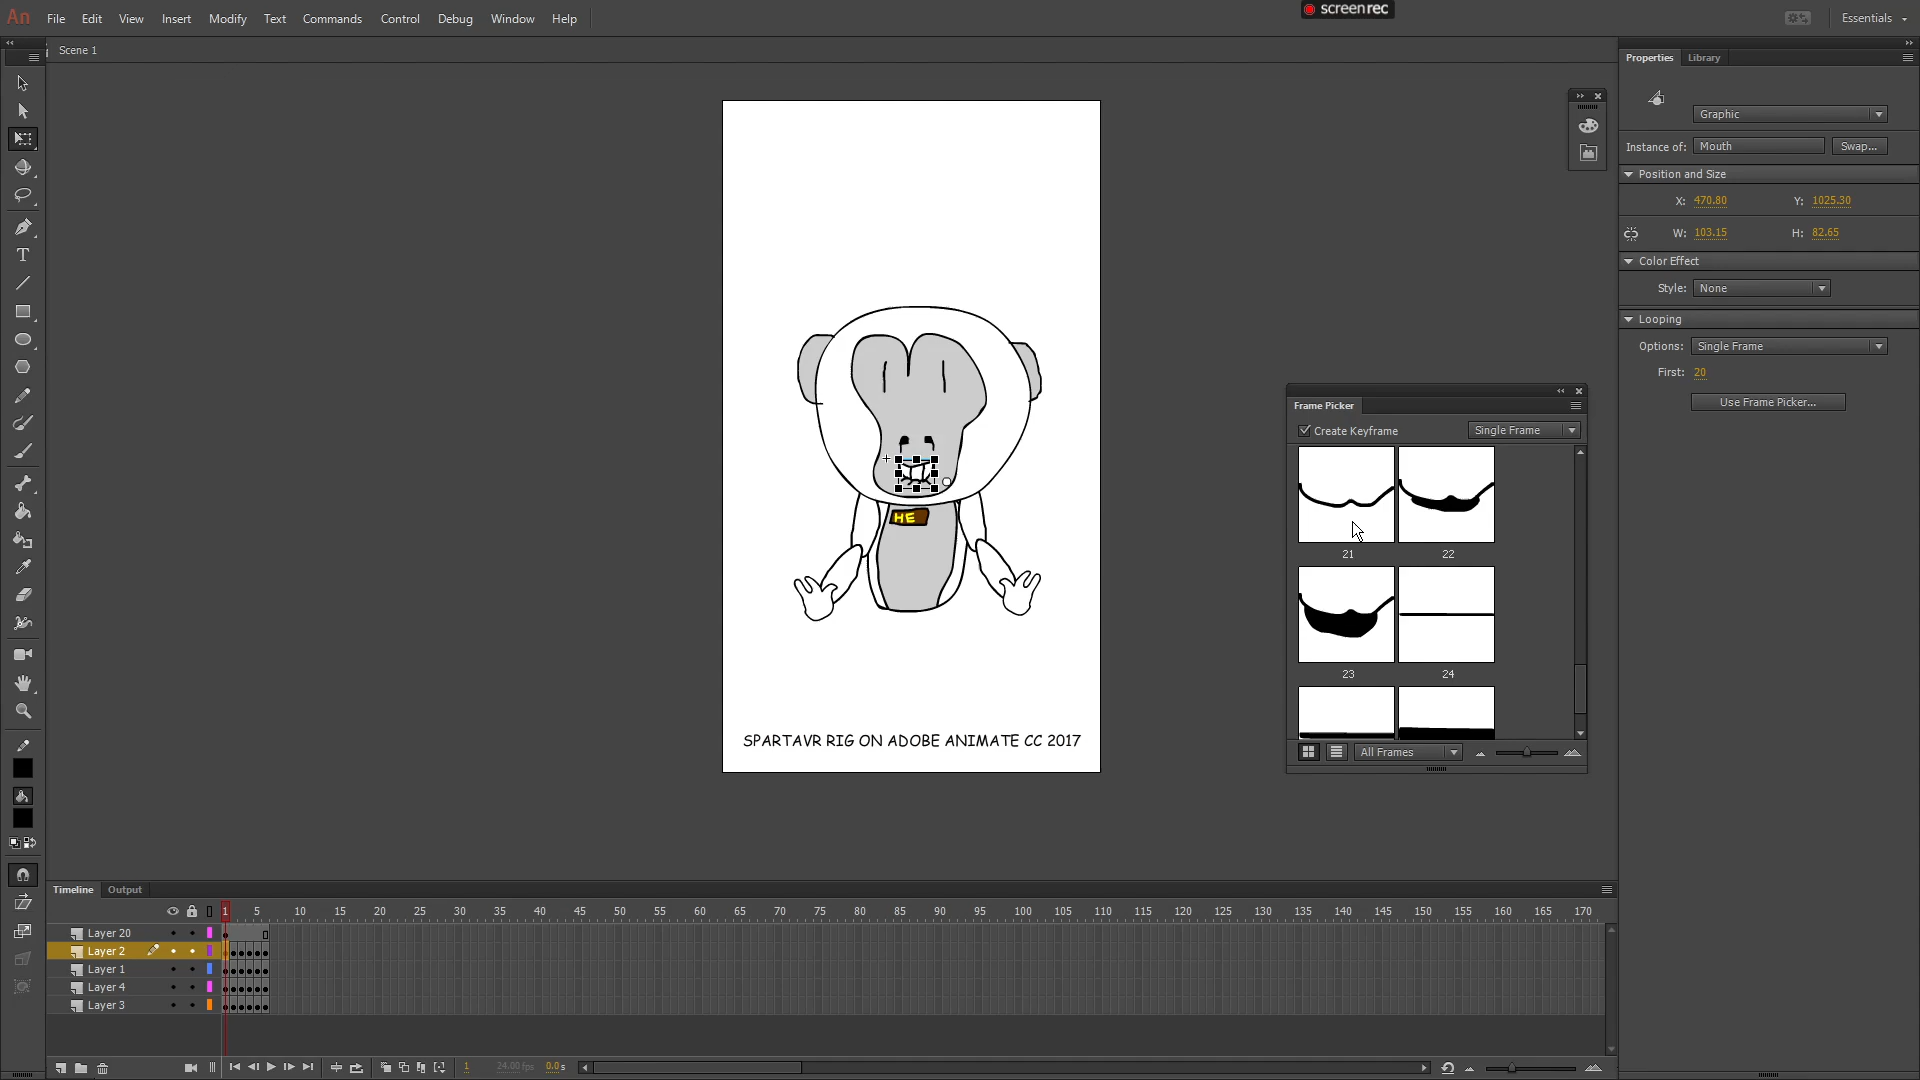 An File Edit View Insert Modify Text Commands Control Debug Window Help
screenrec
Essentials
Scene 1
Properties Library
Graphic
Instance of: Mouth Swap...
Position and Size
X: 470.80 Y: 1025.30
W: 103.15 H: 82.65
Color Effect
Style: None
Looping
Options: Single Frame
First: 20
Use Frame Picker...
Frame Picker
Create Keyframe Single Frame
21 22
23 24
All Frames
HE
SPARTAVR RIG ON ADOBE ANIMATE CC 2017
Timeline Output
1 5 10 15 20 25 30 35 40 45 50 55 60 65 70 75 80 85 90 95 100 105 110 115 120 125 130 135 140 145 150 155 160 165 170
Layer 20
Layer 2
Layer 1
Layer 4
Layer 3
1 24.00 fps 0.0 s